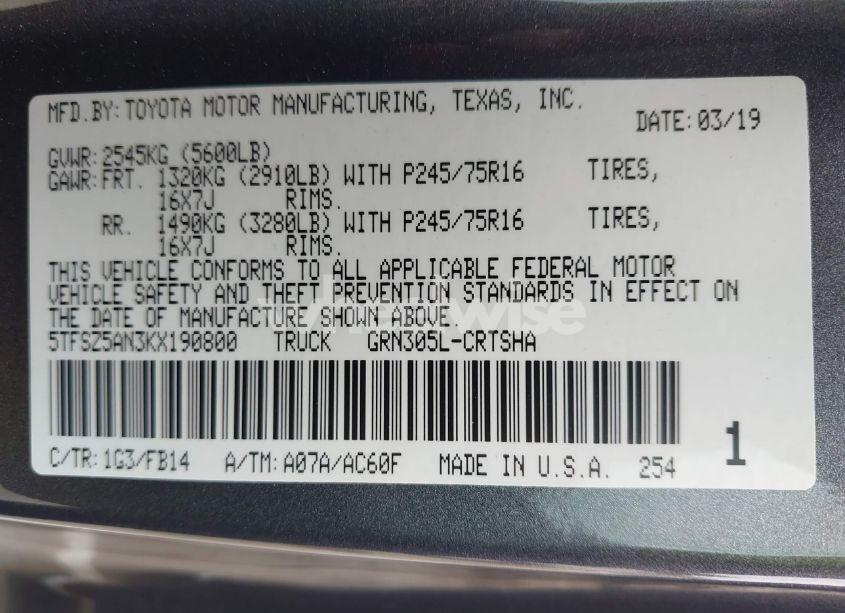 MFD.BY:TOYOTA MOTOR MANUFACTURING, TEXAS, INC.
DATE:03/19
GVWR:2545KG (5600LB)
GAWR:FRT. 1320KG (2910LB) WITH P245/75R16 TIRES,
16X7J RIMS.
RR. 1490KG (3280LB) WITH P245/75R16 TIRES,
16X7J RIMS.
THIS VEHICLE CONFORMS TO ALL APPLICABLE FEDERAL MOTOR
VEHICLE SAFETY AND THEFT PREVENTION STANDARDS IN EFFECT ON
THE DATE OF MANUFACTURE SHOWN ABOVE.
5TFSZ5AN3KX190800 TRUCK GRN305L-CRTSHA
C/TR:1G3/FB14 A/TM:A07A/AC60F MADE IN U.S.A. 254
1